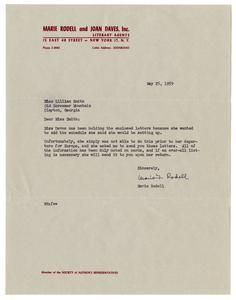 MARIE RODELL and JOAN DAVES, INC.
LITERARY AGENTS
15 EAST 48 STREET — NEW YORK 17, N. Y.
May 25, 1959
Miss Lillian Smith
Old Screamer Mountain
Clayton, Georgia
Dear Miss Smith:
Miss Daves has been holding the enclosed letters because she wanted
to add the schedule she said she would be setting up.
Unfortunately, she simply was not able to do this prior to her depar-
ture for Europe, and she asked me to send you these letters. All of
the information has been duly noted on cards, and if an over-all list-
ing is necessary she will send it to you upon her return.
Sincerely,
Marie F. Rodell
Marie Rodell
Member of the SOCIETY of AUTHOR'S REPRESENTATIVES